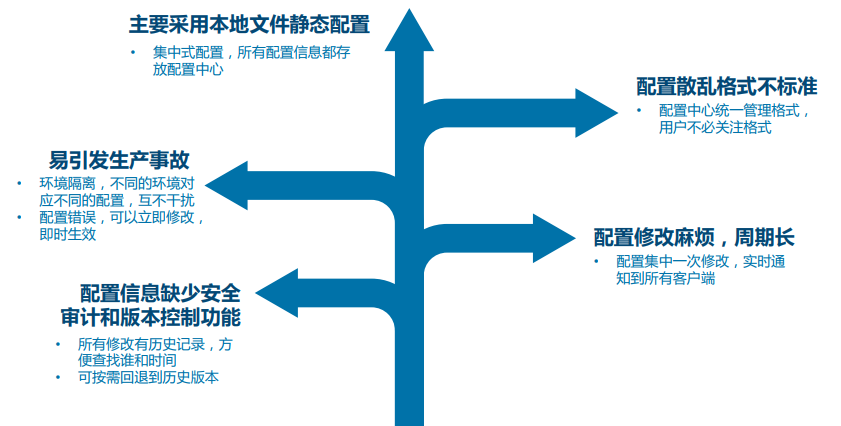 主要采用本地文件静态配置
• 集中式配置，所有配置信息都存
放配置中心
配置散乱格式不标准
• 配置中心统一管理格式，
用户不必关注格式
易引发生产事故
• 环境隔离，不同的环境对
应不同的配置，互不干扰
• 配置错误，可以立即修改，
即时生效
配置修改麻烦，周期长
• 配置集中一次修改，实时通
知到所有客户端
配置信息缺少安全
审计和版本控制功能
• 所有修改有历史记录，方
便查找谁和时间
• 可按需回退到历史版本